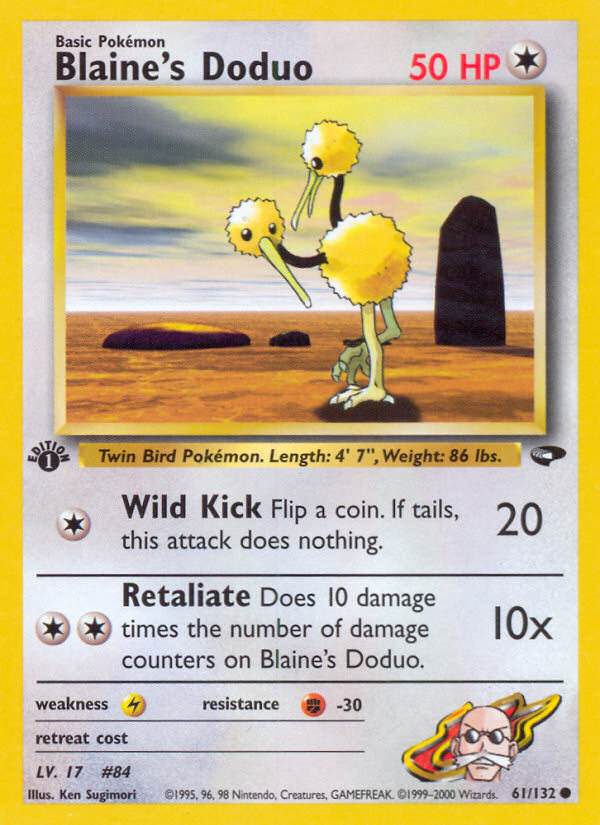 Basic Pokémon
Blaine's Doduo 50 HP
EDITION 1
Twin Bird Pokémon. Length: 4' 7", Weight: 86 lbs.
Wild Kick Flip a coin. If tails,
this attack does nothing.
20
Retaliate Does 10 damage
times the number of damage
counters on Blaine's Doduo.
10x
weakness resistance -30
retreat cost
LV. 17 #84
Illus. Ken Sugimori ©1995, 96, 98 Nintendo, Creatures, GAMEFREAK. ©1999-2000 Wizards. 61/132